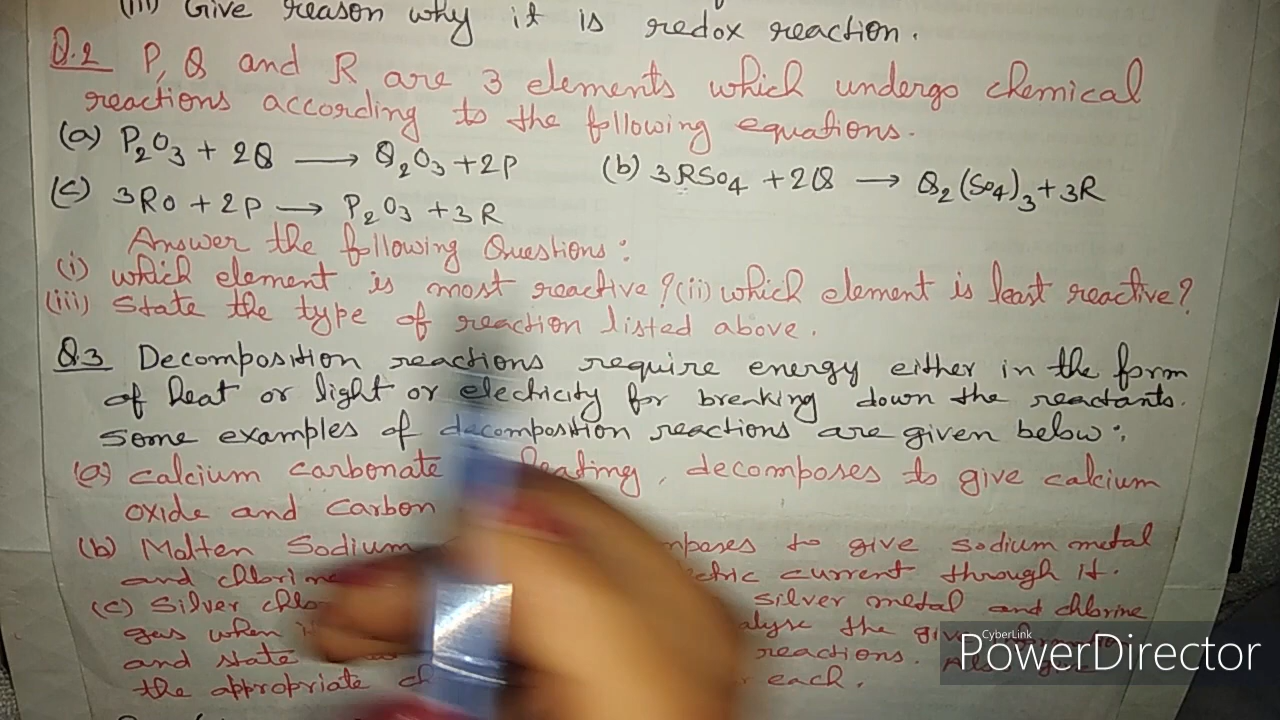 (iii) Give reason why it is redox reaction.
Q.2 P, Q and R are 3 elements which undergo chemical
reactions according to the following equations.
(a) P₂O₃ + 2Q ⟶ Q₂O₃ + 2P (b) 3RSO₄ + 2Q ⟶ Q₂(SO₄)₃ + 3R
(c) 3RO + 2P ⟶ P₂O₃ + 3R
Answer the following Questions:
(i) which element is most reactive? (ii) which element is least reactive?
(iii) State the type of reaction listed above.
Q.3 Decomposition reactions require energy either in the form
of heat or light or electricity for breaking down the reactants.
Some examples of decomposition reactions are given below:
(a) calcium carbonate heating, decomposes to give calcium
oxide and carbon
(b) Molten Sodium to give sodium metal
and current through it.
(c) Silver silver metal and chlorine
gas when the
and state reactions.
the appropriate each.
CyberLink
PowerDirector